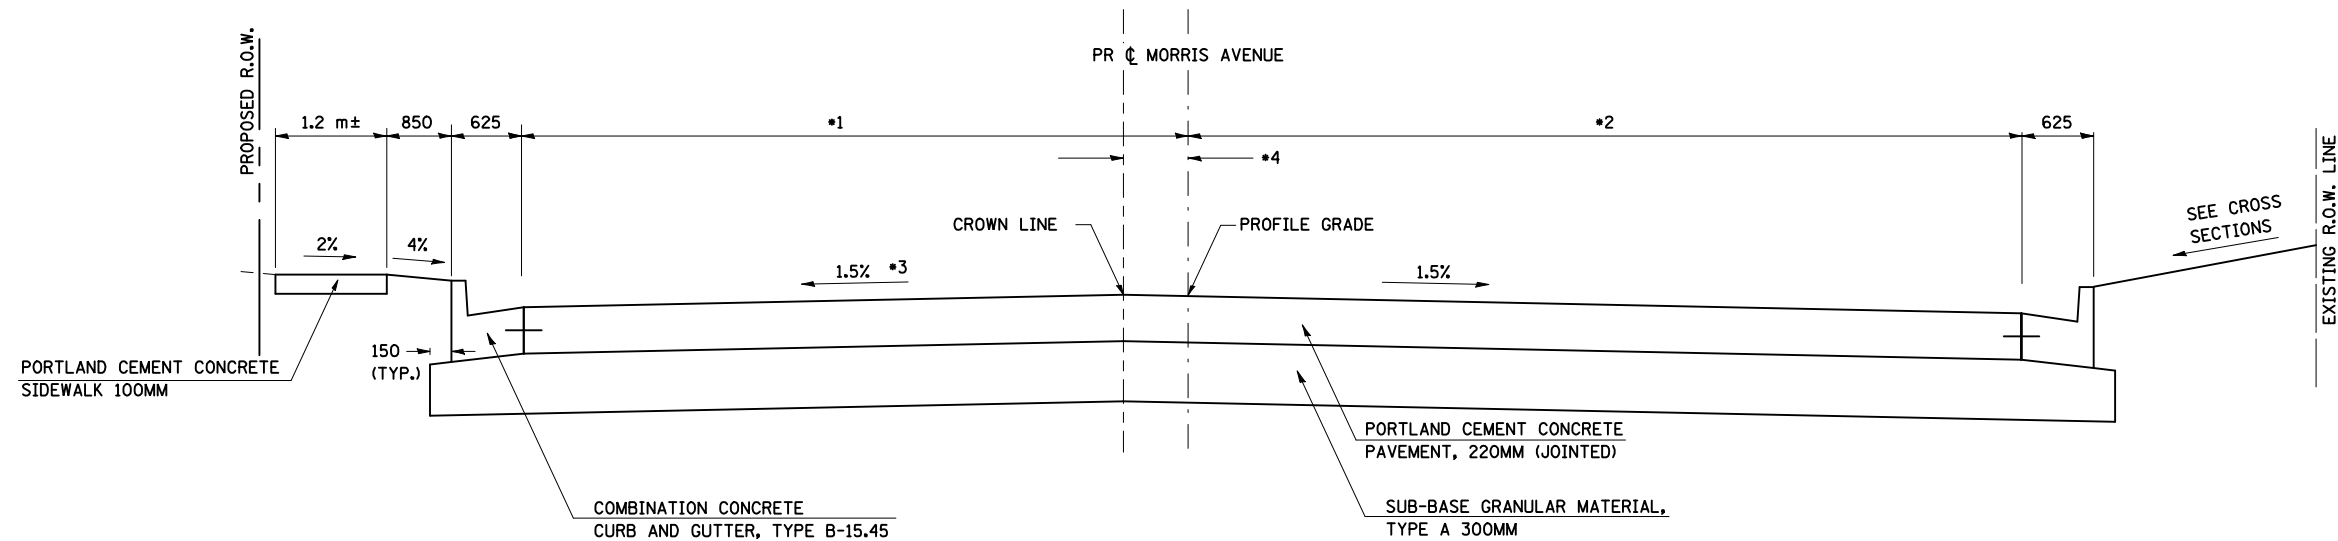 PR ℄ MORRIS AVENUE
PROPOSED R.O.W.
1.2 m±
850
625
*1
*2
625
*4
EXISTING R.O.W. LINE
CROWN LINE
PROFILE GRADE
SEE CROSS
SECTIONS
2%
4%
1.5% *3
1.5%
150
(TYP.)
PORTLAND CEMENT CONCRETE
SIDEWALK 100MM
PORTLAND CEMENT CONCRETE
PAVEMENT, 220MM (JOINTED)
COMBINATION CONCRETE
CURB AND GUTTER, TYPE B-15.45
SUB-BASE GRANULAR MATERIAL,
TYPE A 300MM